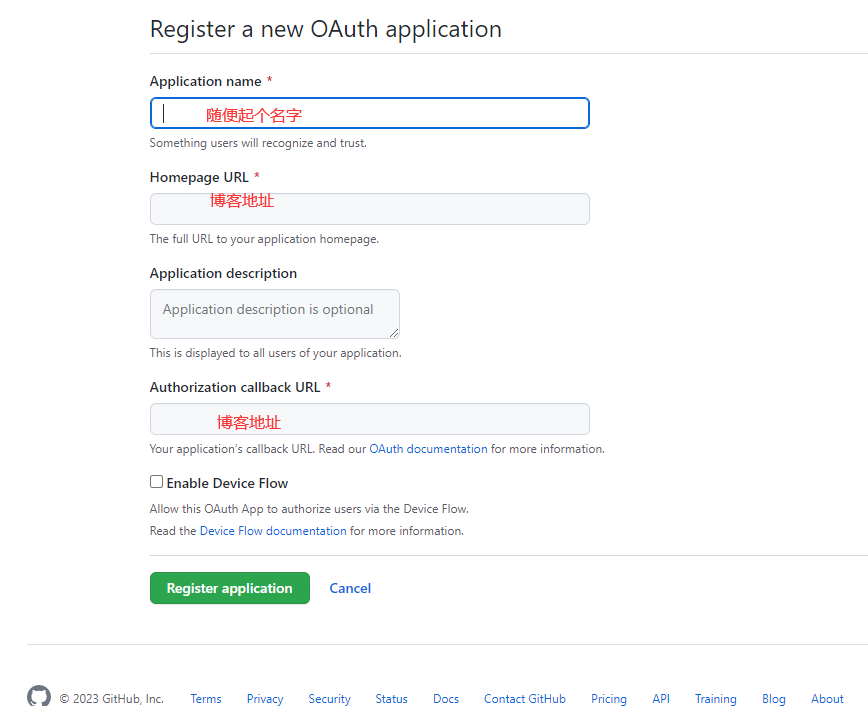 Register a new OAuth application
Application name *
随便起个名字
Something users will recognize and trust.
Homepage URL *
博客地址
The full URL to your application homepage.
Application description
Application description is optional
This is displayed to all users of your application.
Authorization callback URL *
博客地址
Your application's callback URL. Read our OAuth documentation for more information.
Enable Device Flow
Allow this OAuth App to authorize users via the Device Flow.
Read the Device Flow documentation for more information.
Register application Cancel
© 2023 GitHub, Inc. Terms Privacy Security Status Docs Contact GitHub Pricing API Training Blog About